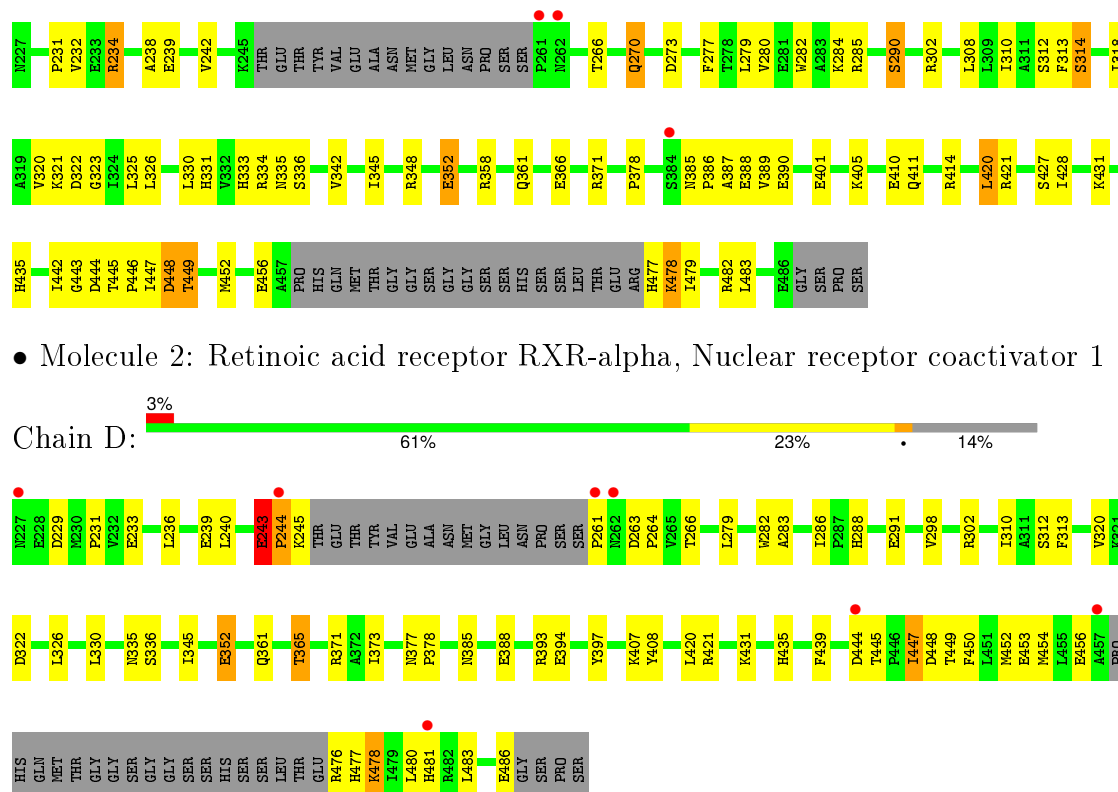 N227 P231 V232 E233 R234 A238 E239 V242 K245 THR GLU THR TYR VAL GLU ALA ASN MET GLY LEU ASN PRO SER SER P261 N262 T266 Q270 D273 F277 T278 L279 V280 E281 W282 A283 K284 R285 S290 R302 L308 L309 I310 A311 S312 F313 S314 I318
A319 V320 K321 D322 G323 I324 L325 L326 L330 H331 V332 H333 R334 N335 S336 V342 I345 R348 E352 R358 Q361 E366 R371 P378 S384 N385 P386 A387 E388 V389 E390 E401 K405 E410 Q411 R414 L420 R421 S427 I428 K431
H435 I442 G443 D444 T445 P446 I447 D448 T449 M452 E456 A457 PRO HIS GLN MET THR GLY GLY SER GLY GLY SER SER HIS SER SER LEU THR GLU ARG H477 K478 I479 R482 L483 E486 GLY SER PRO SER
• Molecule 2: Retinoic acid receptor RXR-alpha, Nuclear receptor coactivator 1
3%
Chain D:
61% 23% • 14%
N227 E228 D229 M230 P231 V232 E233 L236 E239 L240 E243 P244 K245 THR GLU THR TYR VAL GLU ALA ASN MET GLY LEU ASN PRO SER SER P261 N262 D263 P264 V265 T266 L279 W282 A283 I286 P287 H288 E291 V298 R302 I310 A311 S312 F313 V320 K321
D322 L326 L330 N335 S336 I345 E352 Q361 T365 R371 A372 I373 N377 P378 N385 E388 R393 E394 Y397 K407 Y408 L420 R421 K431 H435 F439 D444 T445 P446 I447 D448 T449 F450 L451 M452 E453 M454 L455 E456 A457 PRO
HIS GLN MET THR GLY GLY SER GLY GLY SER SER HIS SER SER LEU THR GLU R476 H477 K478 I479 L480 H481 R482 L483 E486 GLY SER PRO SER